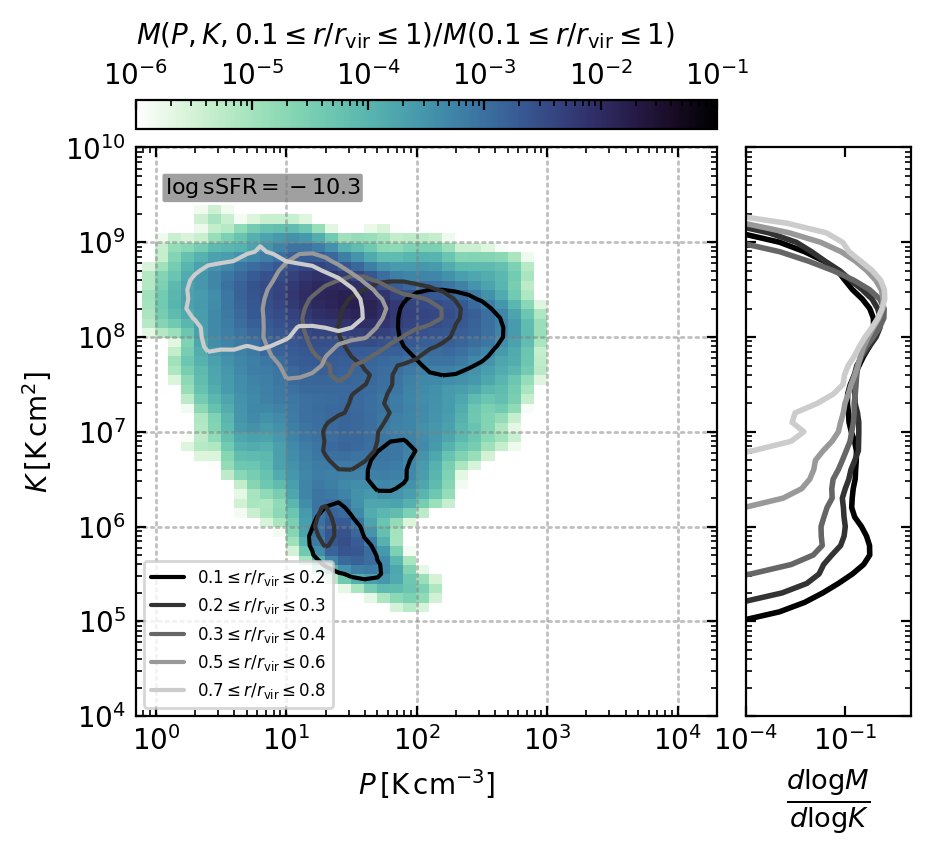 M(P, K, 0.1 ≤ r/r_vir ≤ 1)/M(0.1 ≤ r/r_vir ≤ 1)
10^−6 10^−5 10^−4 10^−3 10^−2 10^−1
log sSFR = −10.3
10^10
10^9
10^8
10^7
10^6
10^5
10^4
K [K cm^2]
0.1 ≤ r/r_vir ≤ 0.2
0.2 ≤ r/r_vir ≤ 0.3
0.3 ≤ r/r_vir ≤ 0.4
0.5 ≤ r/r_vir ≤ 0.6
0.7 ≤ r/r_vir ≤ 0.8
10^0 10^1 10^2 10^3 10^4
P [K cm^−3]
10^−4 10^−1
dlogM
dlogK